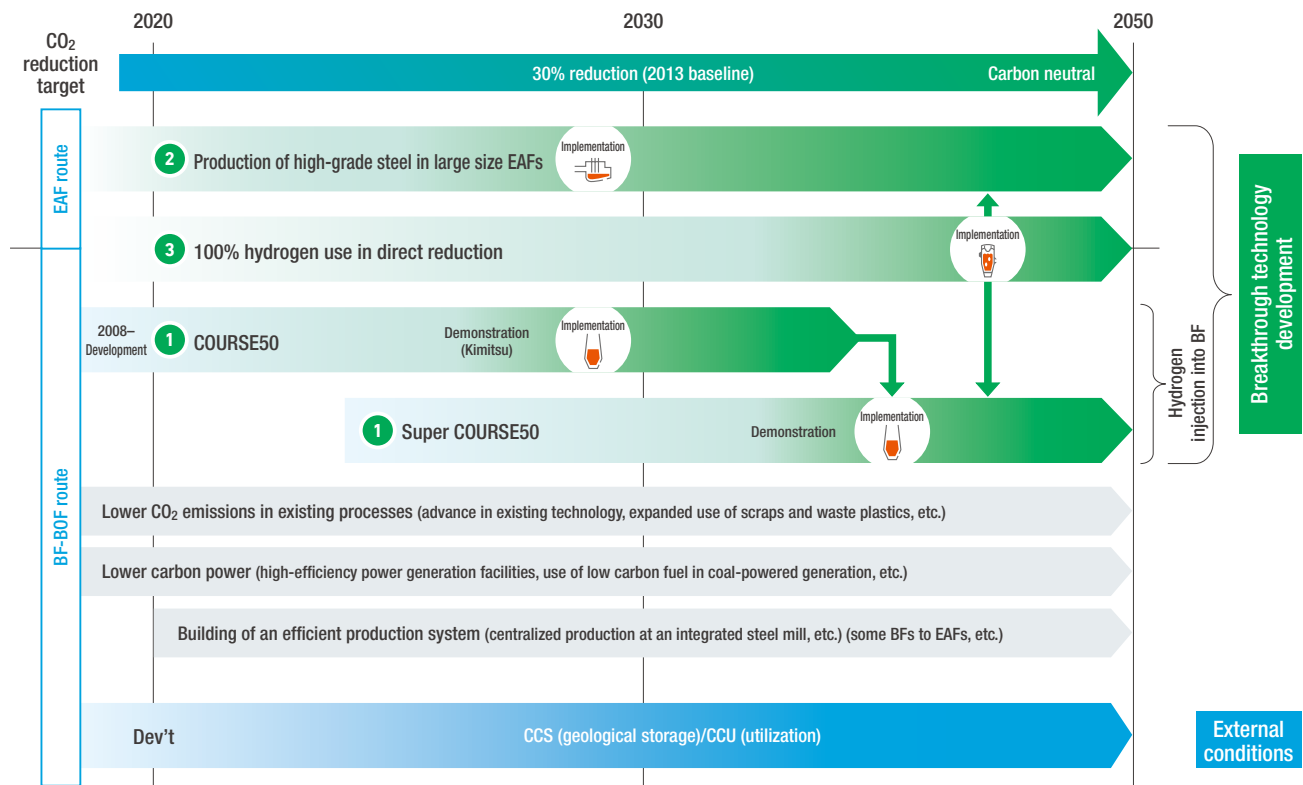 2020
2030
2050
CO₂
reduction
target
30% reduction (2013 baseline)
Carbon neutral
EAF route
2 Production of high-grade steel in large size EAFs
Implementation
3 100% hydrogen use in direct reduction
Implementation
2008–
Development
1 COURSE50
Demonstration
(Kimitsu)
Implementation
1 Super COURSE50
Demonstration
Implementation
Hydrogen
injection into BF
Breakthrough technology
development
BF-BOF route
Lower CO₂ emissions in existing processes (advance in existing technology, expanded use of scraps and waste plastics, etc.)
Lower carbon power (high-efficiency power generation facilities, use of low carbon fuel in coal-powered generation, etc.)
Building of an efficient production system (centralized production at an integrated steel mill, etc.) (some BFs to EAFs, etc.)
Dev't
CCS (geological storage)/CCU (utilization)
External
conditions